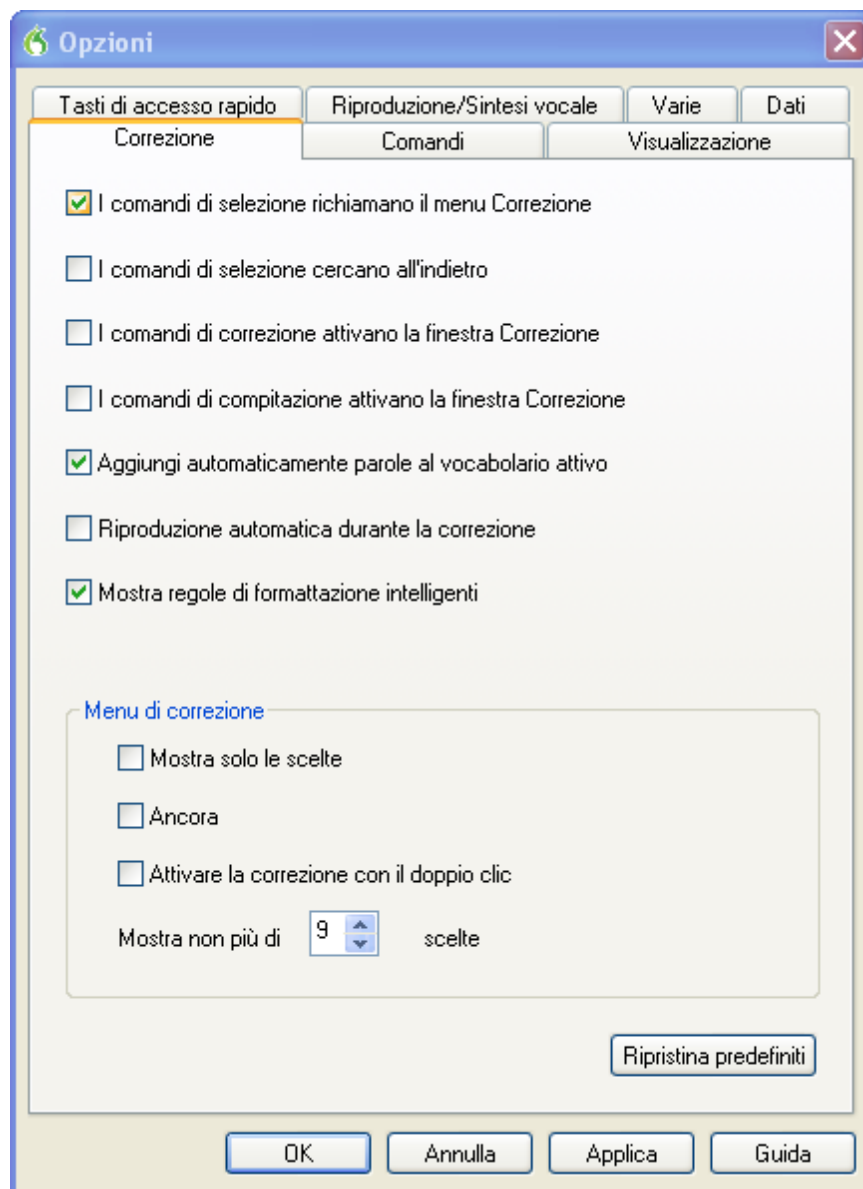 Opzioni
Tasti di accesso rapido Riproduzione/Sintesi vocale Varie Dati
Correzione Comandi Visualizzazione
I comandi di selezione richiamano il menu Correzione
I comandi di selezione cercano all'indietro
I comandi di correzione attivano la finestra Correzione
I comandi di compitazione attivano la finestra Correzione
Aggiungi automaticamente parole al vocabolario attivo
Riproduzione automatica durante la correzione
Mostra regole di formattazione intelligenti
Menu di correzione
Mostra solo le scelte
Ancora
Attivare la correzione con il doppio clic
Mostra non più di 9 scelte
Ripristina predefiniti
OK Annulla Applica Guida